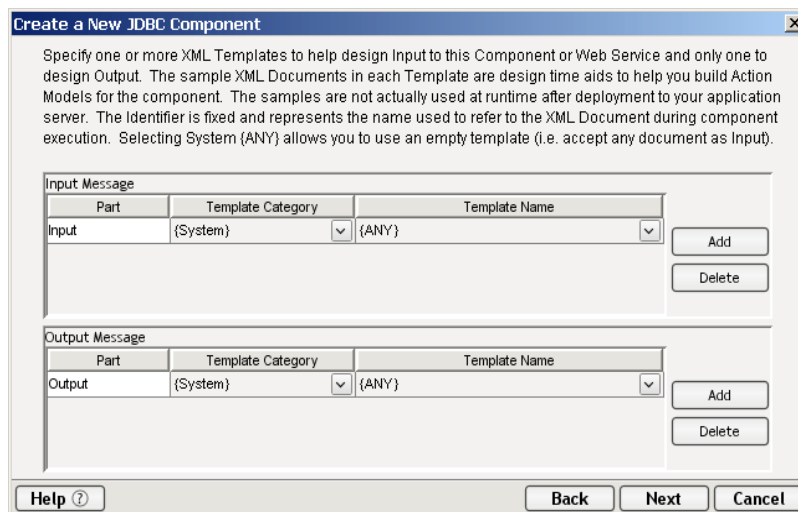 Create a New JDBC Component
Specify one or more XML Templates to help design Input to this Component or Web Service and only one to
design Output. The sample XML Documents in each Template are design time aids to help you build Action
Models for the component. The samples are not actually used at runtime after deployment to your application
server. The Identifier is fixed and represents the name used to refer to the XML Document during component
execution. Selecting System {ANY} allows you to use an empty template (i.e. accept any document as Input).
Input Message
Part Template Category Template Name
Input {System} {ANY}
Add
Delete
Output Message
Part Template Category Template Name
Output {System} {ANY}
Add
Delete
Help ? Back Next Cancel